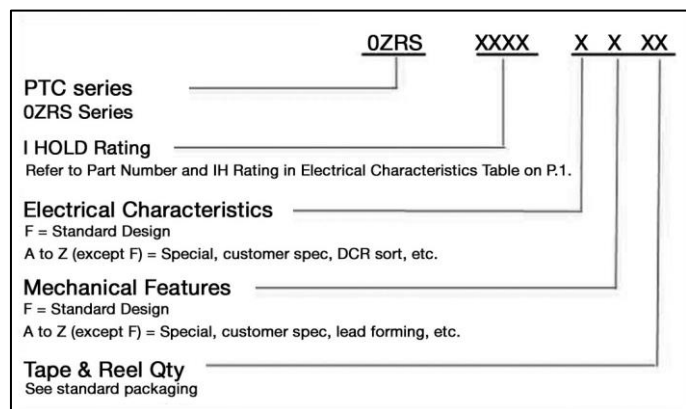 0ZRS XXXX X X XX
PTC series
0ZRS Series
I HOLD Rating
Refer to Part Number and IH Rating in Electrical Characteristics Table on P.1.
Electrical Characteristics
F = Standard Design
A to Z (except F) = Special, customer spec, DCR sort, etc.
Mechanical Features
F = Standard Design
A to Z (except F) = Special, customer spec, lead forming, etc.
Tape & Reel Qty
See standard packaging